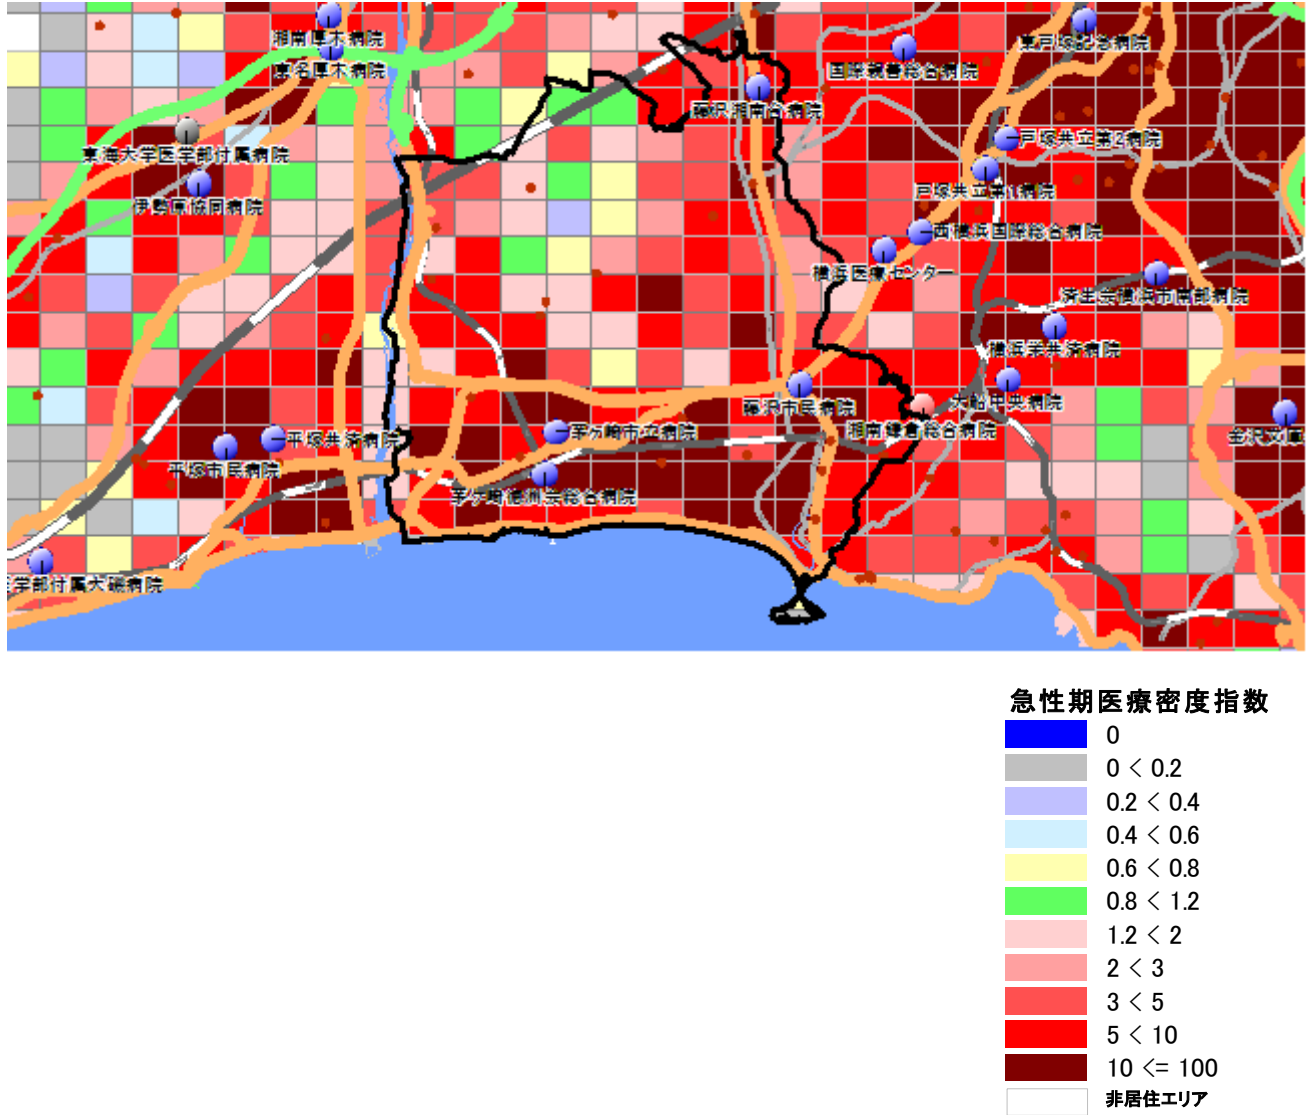 湘南厚木病院
東名厚木病院
東戸塚記念病院
国際親善総合病院
藤沢湘南台病院
戸塚共立第2病院
東海大学医学部付属病院
戸塚共立第1病院
伊勢原協同病院
西横浜国際総合病院
横浜医療センター
済生会横浜市南部病院
横浜栄共済病院
大船中央病院
藤沢市民病院
湘南鎌倉総合病院
茅ヶ崎市立病院
金沢文庫
平塚共済病院
平塚市民病院
茅ヶ崎徳洲会総合病院
学部付属大磯病院
急性期医療密度指数
0
0 < 0.2
0.2 < 0.4
0.4 < 0.6
0.6 < 0.8
0.8 < 1.2
1.2 < 2
2 < 3
3 < 5
5 < 10
10 <= 100
非居住エリア